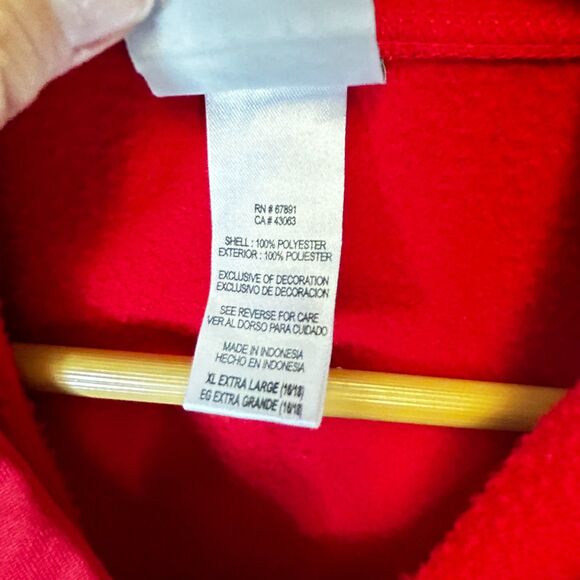 RN # 67891
CA # 43063
SHELL : 100% POLYESTER
EXTERIOR : 100% POLIESTER
EXCLUSIVE OF DECORATION
EXCLUSIVO DE DECORACION
SEE REVERSE FOR CARE
VER AL DORSO PARA CUIDADO
MADE IN INDONESIA
HECHO EN INDONESIA
XL EXTRA LARGE (16/18)
EG EXTRA GRANDE (16/18)